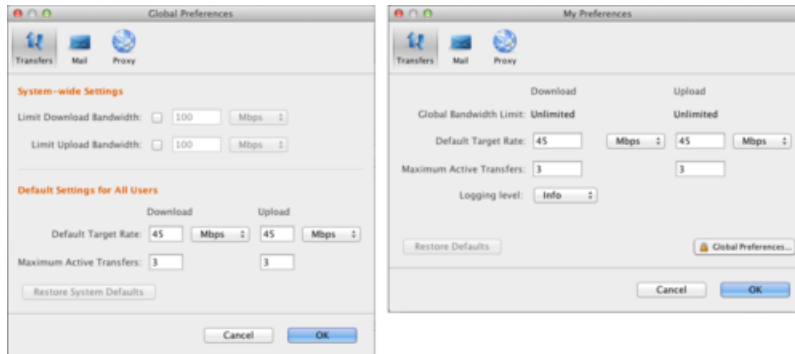 Global Preferences
Transfers Mail Proxy
System-wide Settings
Limit Download Bandwidth: 100 Mbps
Limit Upload Bandwidth: 100 Mbps
Default Settings for All Users
Download Upload
Default Target Rate: 45 Mbps 45 Mbps
Maximum Active Transfers: 3 3
Restore System Defaults
Cancel OK
My Preferences
Transfers Mail Proxy
Download Upload
Global Bandwidth Limit: Unlimited Unlimited
Default Target Rate: 45 Mbps 45 Mbps
Maximum Active Transfers: 3 3
Logging level: Info
Restore Defaults Global Preferences...
Cancel OK